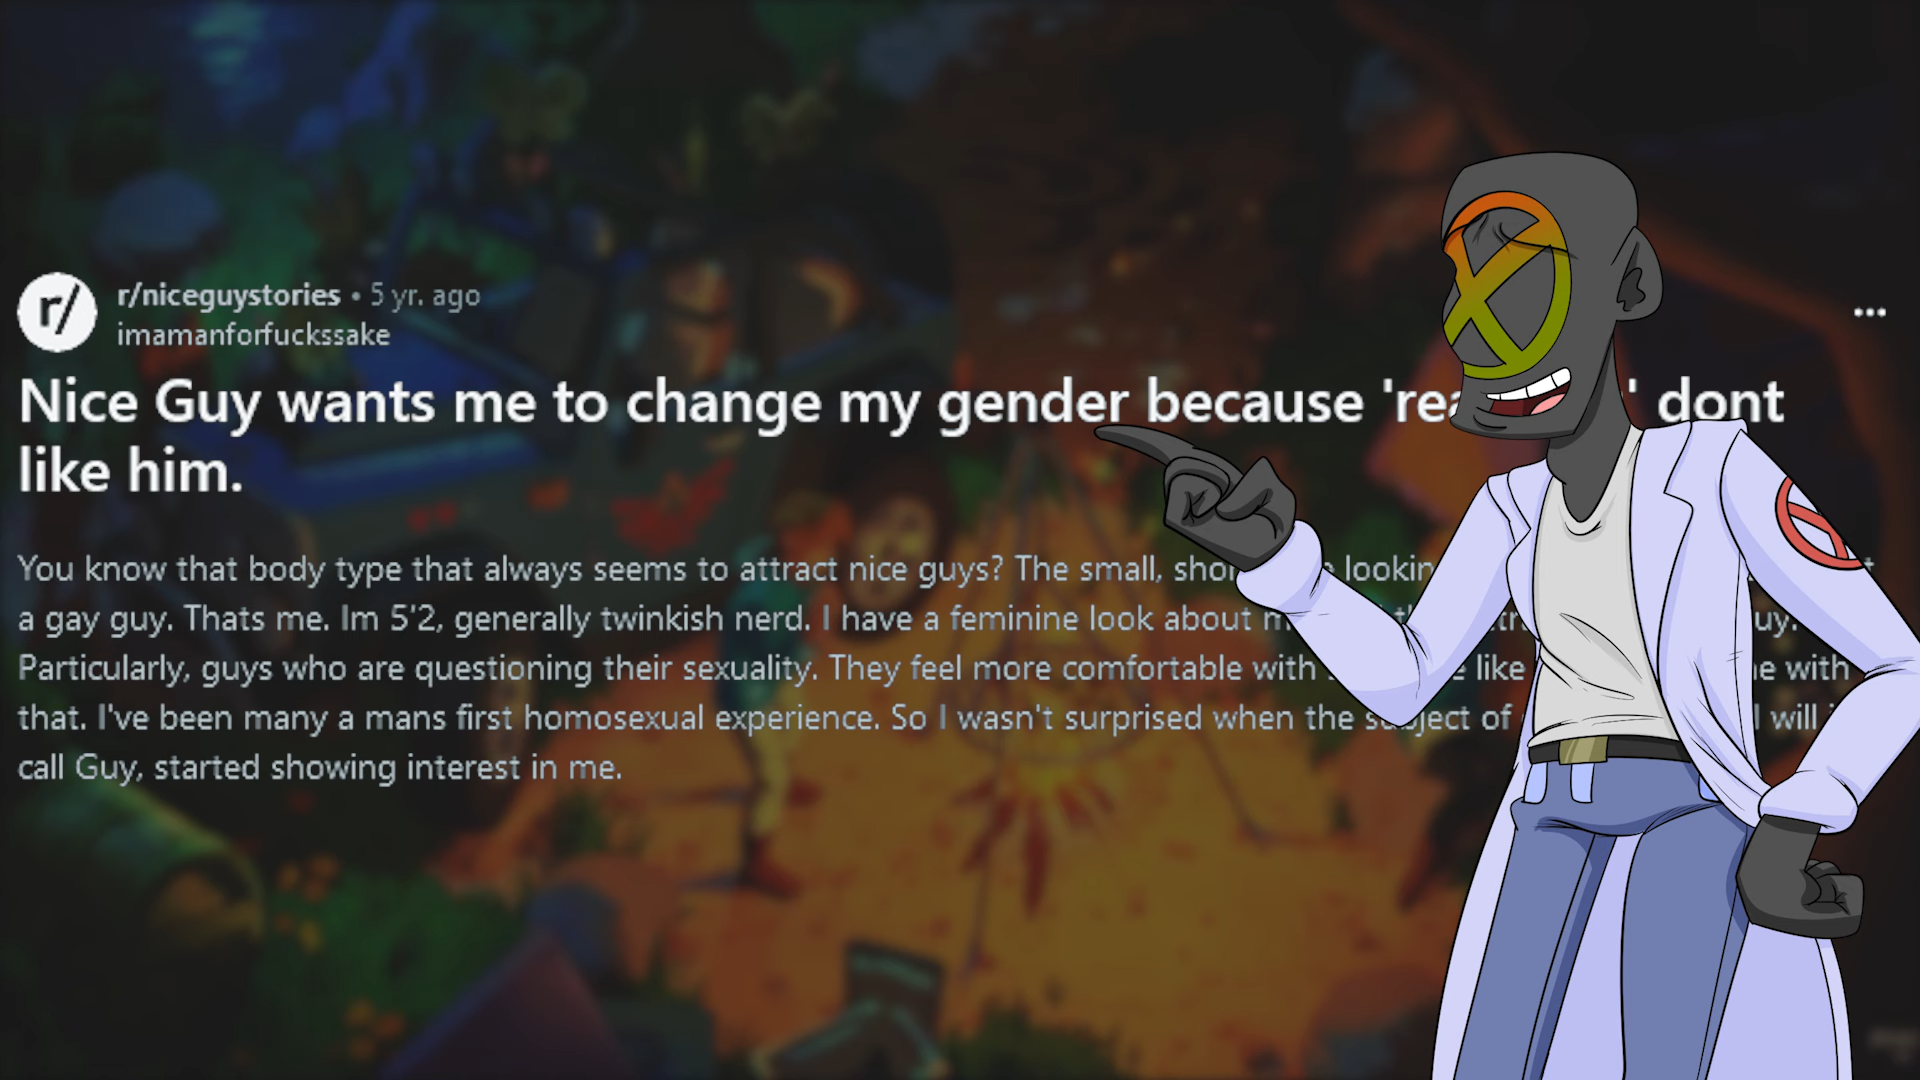 r/
r/niceguystories • 5 yr. ago
imamanforfuckssake
Nice Guy wants me to change my gender because 'rea ' dont
like him.
You know that body type that always seems to attract nice guys? The small,
a gay guy. Thats me. Im 5'2, generally twinkish nerd. I have a feminine look about
Particularly, guys who are questioning their sexuality. They feel more comfortable with like with
that. I've been many a mans first homosexual experience. So I wasn't surprised when the subject of I will
call Guy, started showing interest in me.